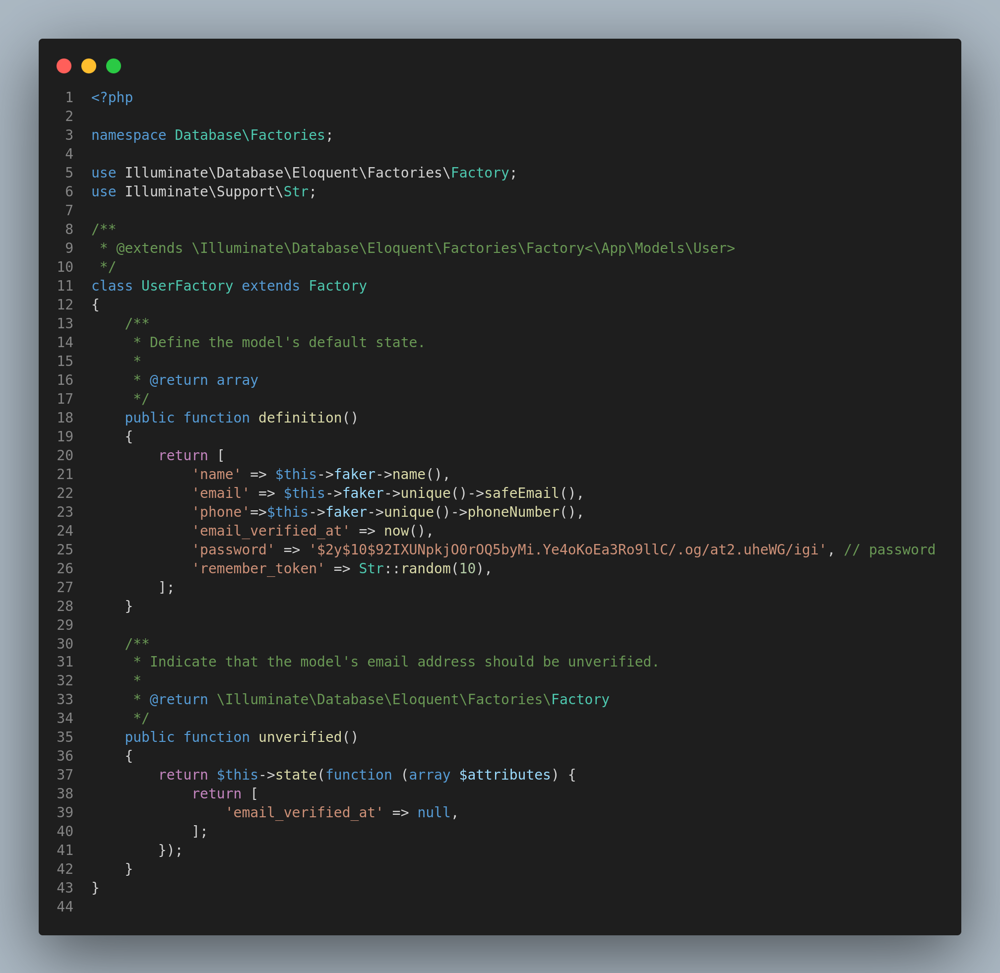 1 <?php
2
3 namespace Database\Factories;
4
5 use Illuminate\Database\Eloquent\Factories\Factory;
6 use Illuminate\Support\Str;
7
8 /**
9  * @extends \Illuminate\Database\Eloquent\Factories\Factory<\App\Models\User>
10  */
11 class UserFactory extends Factory
12 {
13     /**
14      * Define the model's default state.
15      *
16      * @return array
17      */
18     public function definition()
19     {
20         return [
21             'name' => $this->faker->name(),
22             'email' => $this->faker->unique()->safeEmail(),
23             'phone'=>$this->faker->unique()->phoneNumber(),
24             'email_verified_at' => now(),
25             'password' => '$2y$10$92IXUNpkjO0rOQ5byMi.Ye4oKoEa3Ro9llC/.og/at2.uheWG/igi', // password
26             'remember_token' => Str::random(10),
27         ];
28     }
29
30     /**
31      * Indicate that the model's email address should be unverified.
32      *
33      * @return \Illuminate\Database\Eloquent\Factories\Factory
34      */
35     public function unverified()
36     {
37         return $this->state(function (array $attributes) {
38             return [
39                 'email_verified_at' => null,
40             ];
41         });
42     }
43 }
44